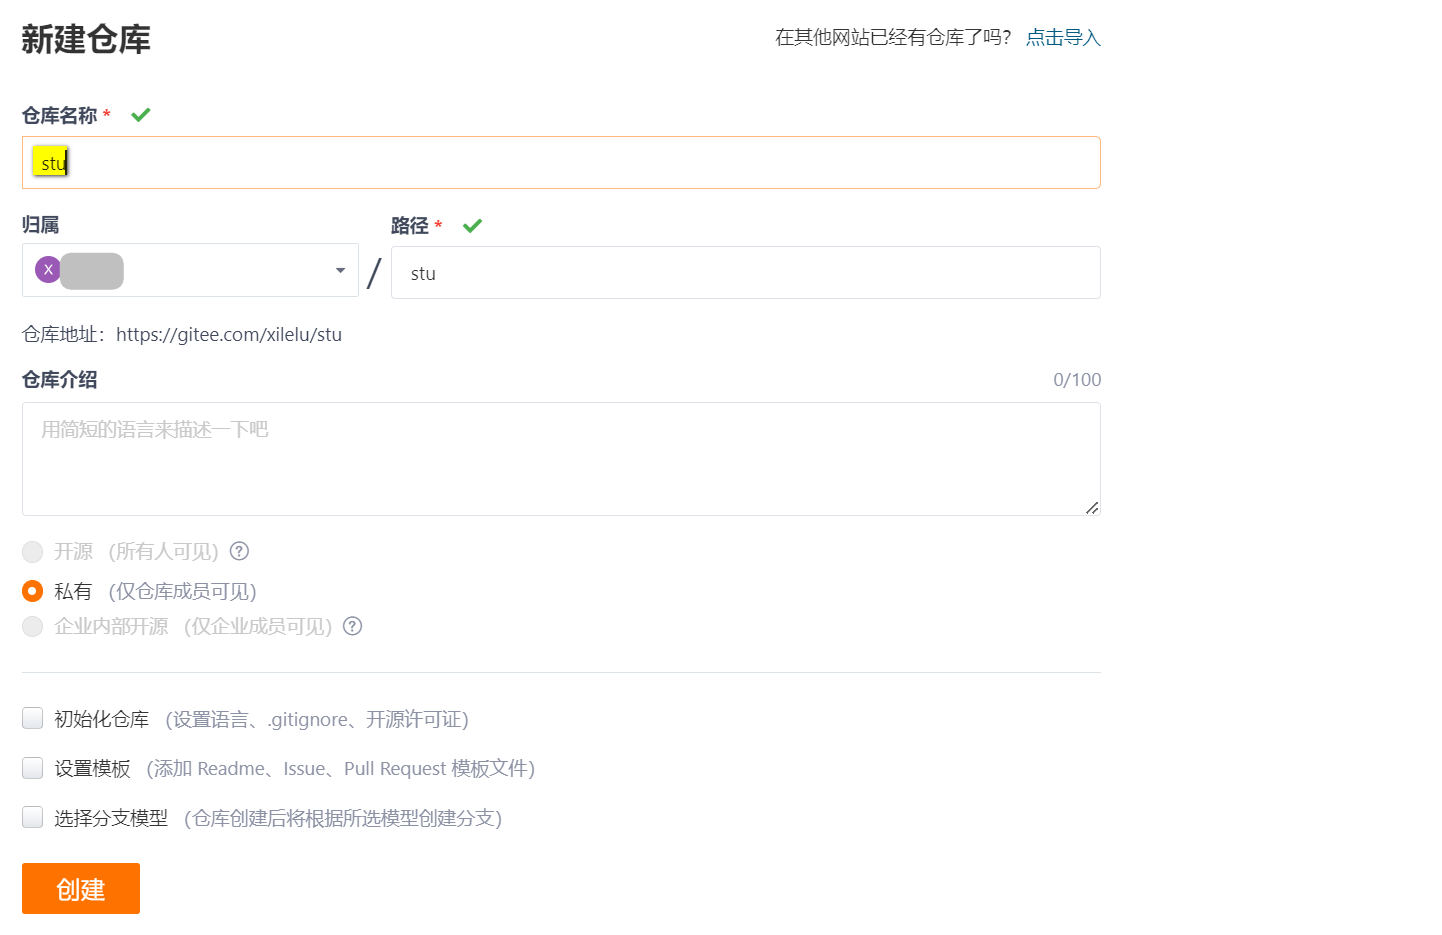 新建仓库
在其他网站已经有仓库了吗？ 点击导入
仓库名称 *
stu
归属
路径 *
X
/
stu
仓库地址：https://gitee.com/xilelu/stu
仓库介绍
0/100
用简短的语言来描述一下吧
开源 （所有人可见） ?
私有 （仅仓库成员可见）
企业内部开源 （仅企业成员可见） ?
初始化仓库 （设置语言、.gitignore、开源许可证）
设置模板 （添加 Readme、Issue、Pull Request 模板文件）
选择分支模型 （仓库创建后将根据所选模型创建分支）
创建